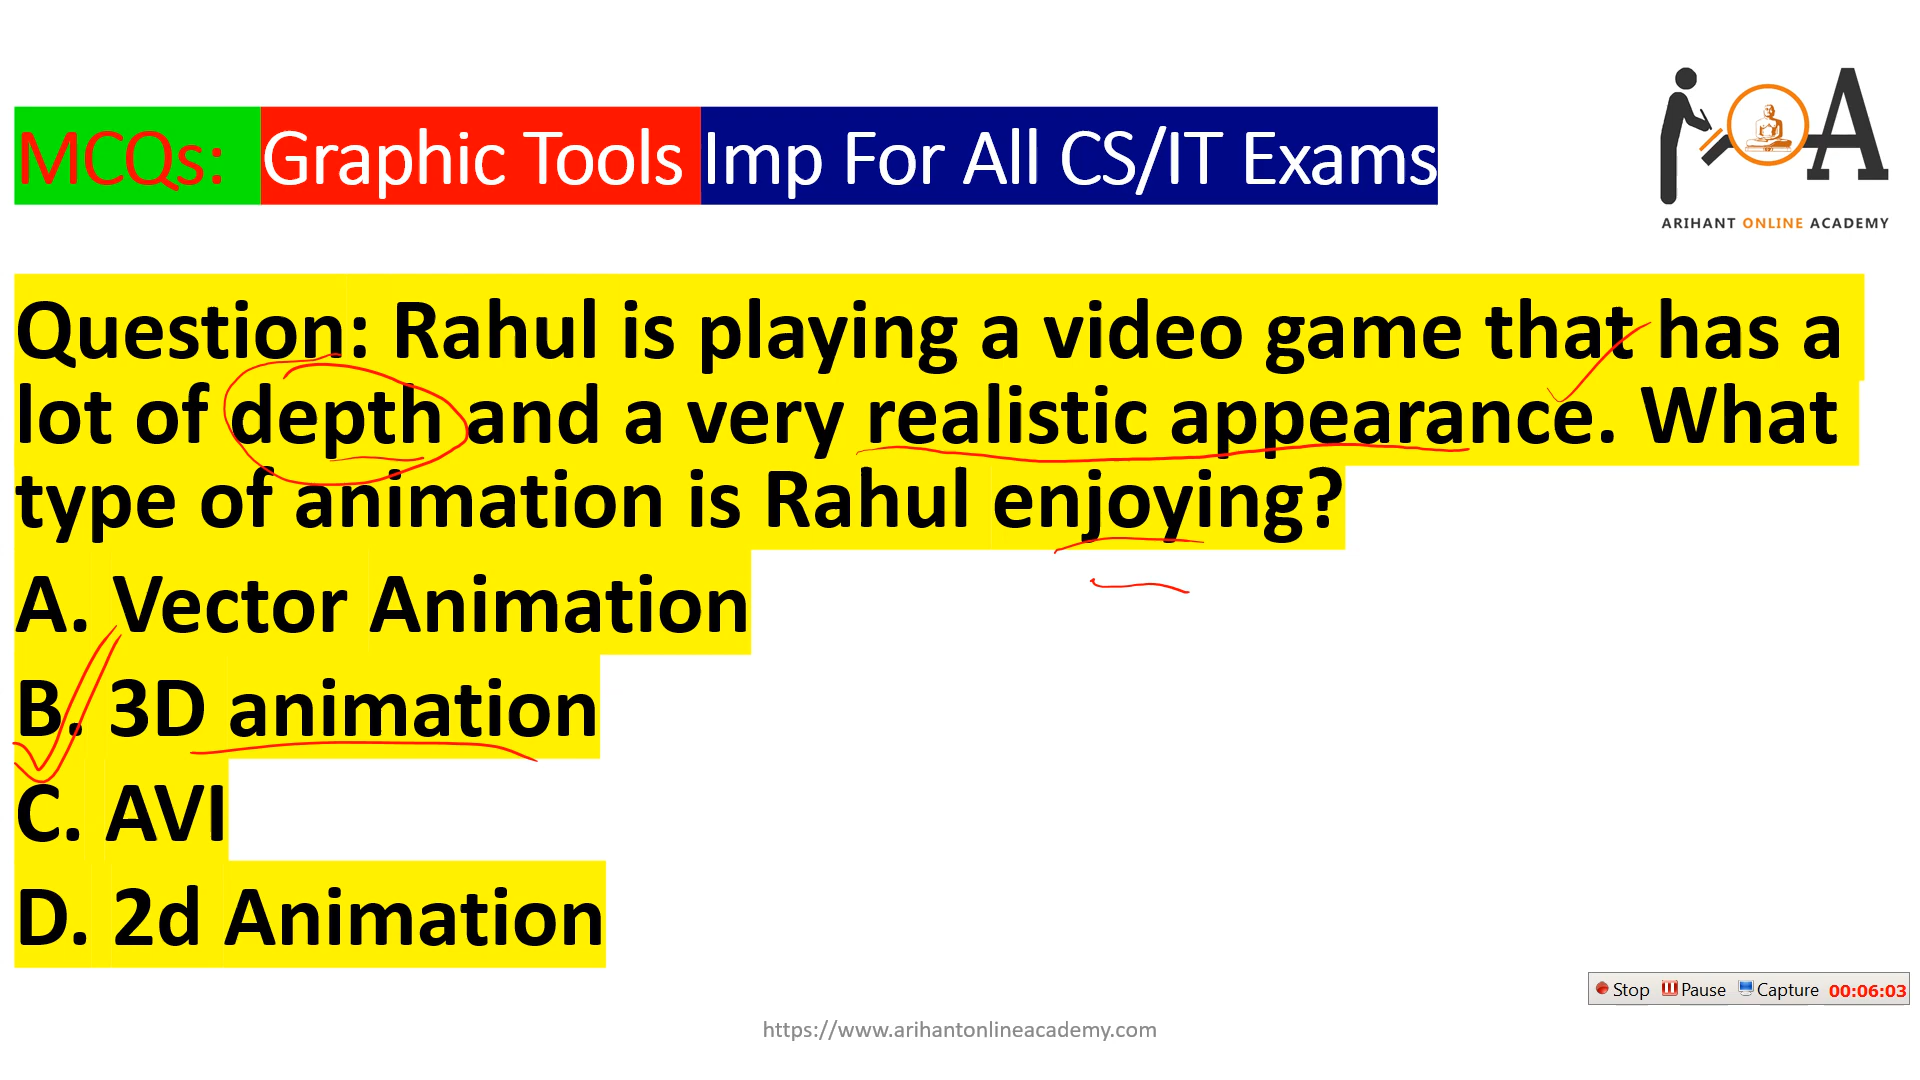 MCQs: Graphic Tools Imp For All CS/IT Exams
A
ARIHANT ONLINE ACADEMY
Question: Rahul is playing a video game that has a
lot of depth and a very realistic appearance. What
type of animation is Rahul enjoying?
A. Vector Animation
B. 3D animation
C. AVI
D. 2d Animation
Stop Pause Capture 00:06:03
https://www.arihantonlineacademy.com